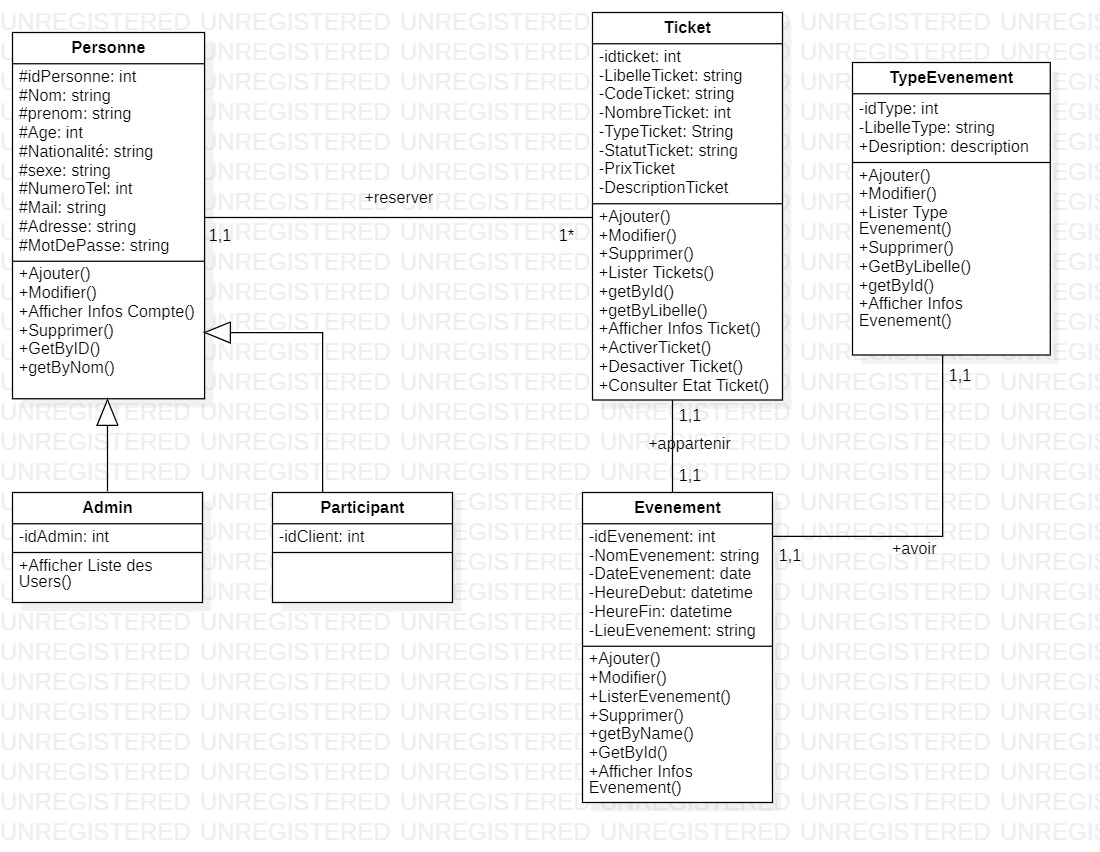 Personne
#idPersonne: int
#Nom: string
#prenom: string
#Age: int
#Nationalité: string
#sexe: string
#NumeroTel: int
#Mail: string
#Adresse: string
#MotDePasse: string
+Ajouter()
+Modifier()
+Afficher Infos Compte()
+Supprimer()
+GetByID()
+getByNom()
+reserver
1,1
1*
Ticket
-idticket: int
-LibelleTicket: string
-CodeTicket: string
-NombreTicket: int
-TypeTicket: String
-StatutTicket: string
-PrixTicket
-DescriptionTicket
+Ajouter()
+Modifier()
+Supprimer()
+Lister Tickets()
+getById()
+getByLibelle()
+Afficher Infos Ticket()
+ActiverTicket()
+Desactiver Ticket()
+Consulter Etat Ticket()
TypeEvenement
-idType: int
-LibelleType: string
+Desription: description
+Ajouter()
+Modifier()
+Lister Type
Evenement()
+Supprimer()
+GetByLibelle()
+getById()
+Afficher Infos
Evenement()
1,1
1,1
+appartenir
1,1
Admin
-idAdmin: int
+Afficher Liste des
Users()
Participant
-idClient: int
Evenement
-idEvenement: int
-NomEvenement: string
-DateEvenement: date
-HeureDebut: datetime
-HeureFin: datetime
-LieuEvenement: string
+Ajouter()
+Modifier()
+ListerEvenement()
+Supprimer()
+getByName()
+GetById()
+Afficher Infos
Evenement()
+avoir
1,1
UNREGISTERED